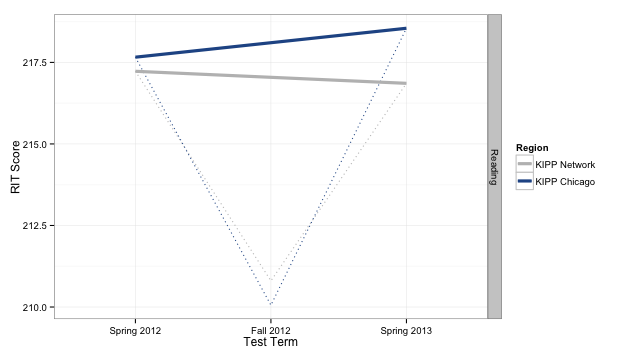 217.5
215.0
212.5
210.0
RIT Score
Spring 2012
Fall 2012
Spring 2013
Test Term
Reading
Region
KIPP Network
KIPP Chicago